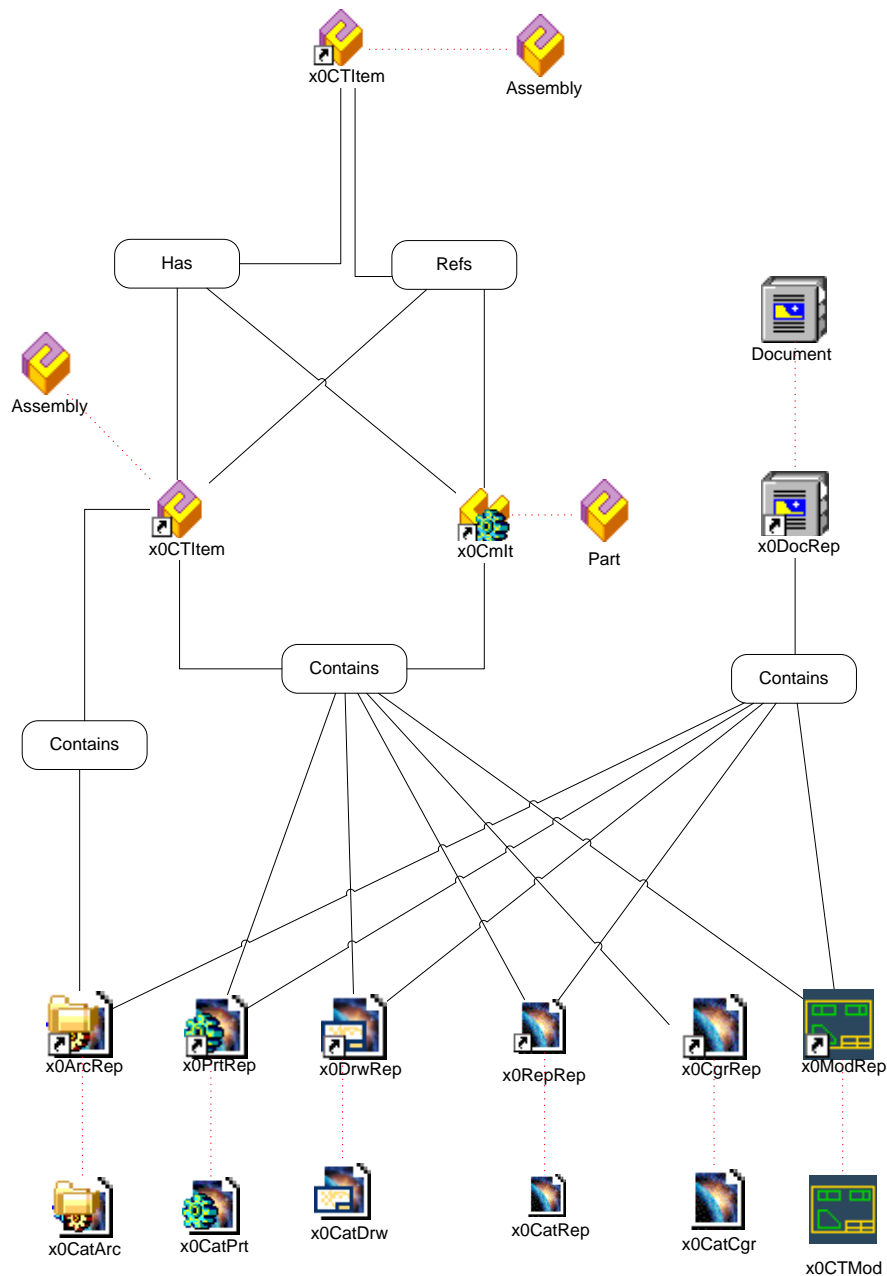 x0CTItem
Assembly
Has
Refs
Document
Assembly
x0CTItem
x0CmIt
Part
x0DocRep
Contains
Contains
Contains
x0ArcRep
x0PrtRep
x0DrwRep
x0RepRep
x0CgrRep
x0ModRep
x0CatArc
x0CatPrt
x0CatDrw
x0CatRep
x0CatCgr
x0CTMod